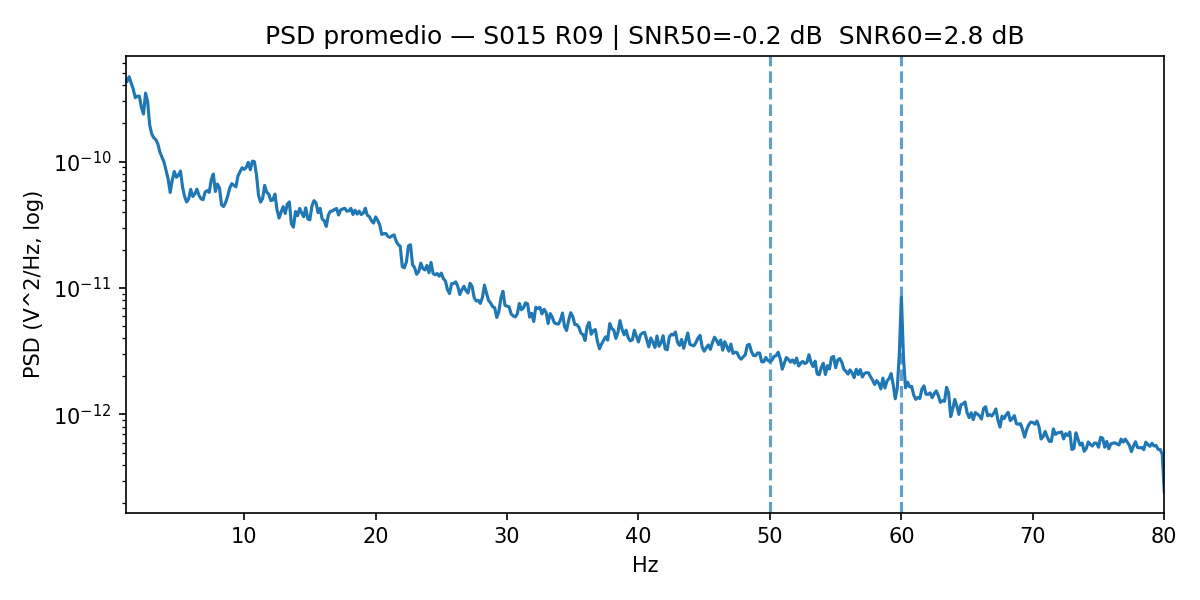 PSD promedio — S015 R09 | SNR50=-0.2 dB  SNR60=2.8 dB
PSD (V^2/Hz, log)
10⁻¹⁰
10⁻¹¹
10⁻¹²
10 20 30 40 50 60 70 80
Hz